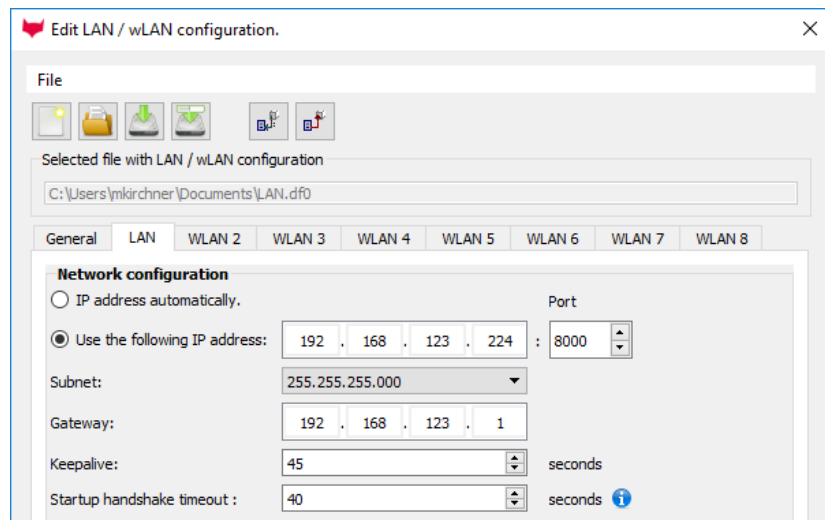 Edit LAN / wLAN configuration.
File
Selected file with LAN / wLAN configuration
C:\Users\mkirchner\Documents\LAN.df0
General LAN WLAN 2 WLAN 3 WLAN 4 WLAN 5 WLAN 6 WLAN 7 WLAN 8
Network configuration
IP address automatically. Port
Use the following IP address: 192 . 168 . 123 . 224 : 8000
Subnet: 255.255.255.000
Gateway: 192 . 168 . 123 . 1
Keepalive: 45 seconds
Startup handshake timeout : 40 seconds